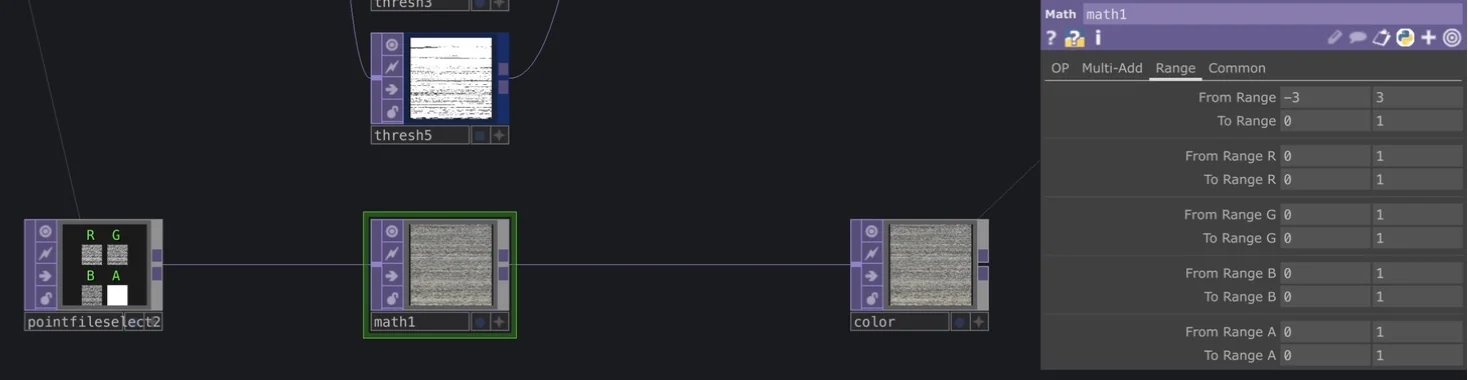 thresh3
Math math1
OP Multi-Add Range Common
From Range -3 3
To Range 0 1
thresh5
From Range R 0 1
To Range R 0 1
From Range G 0 1
To Range G 0 1
R G
B A
From Range B 0 1
To Range B 0 1
pointfileselect2
math1
color
From Range A 0 1
To Range A 0 1